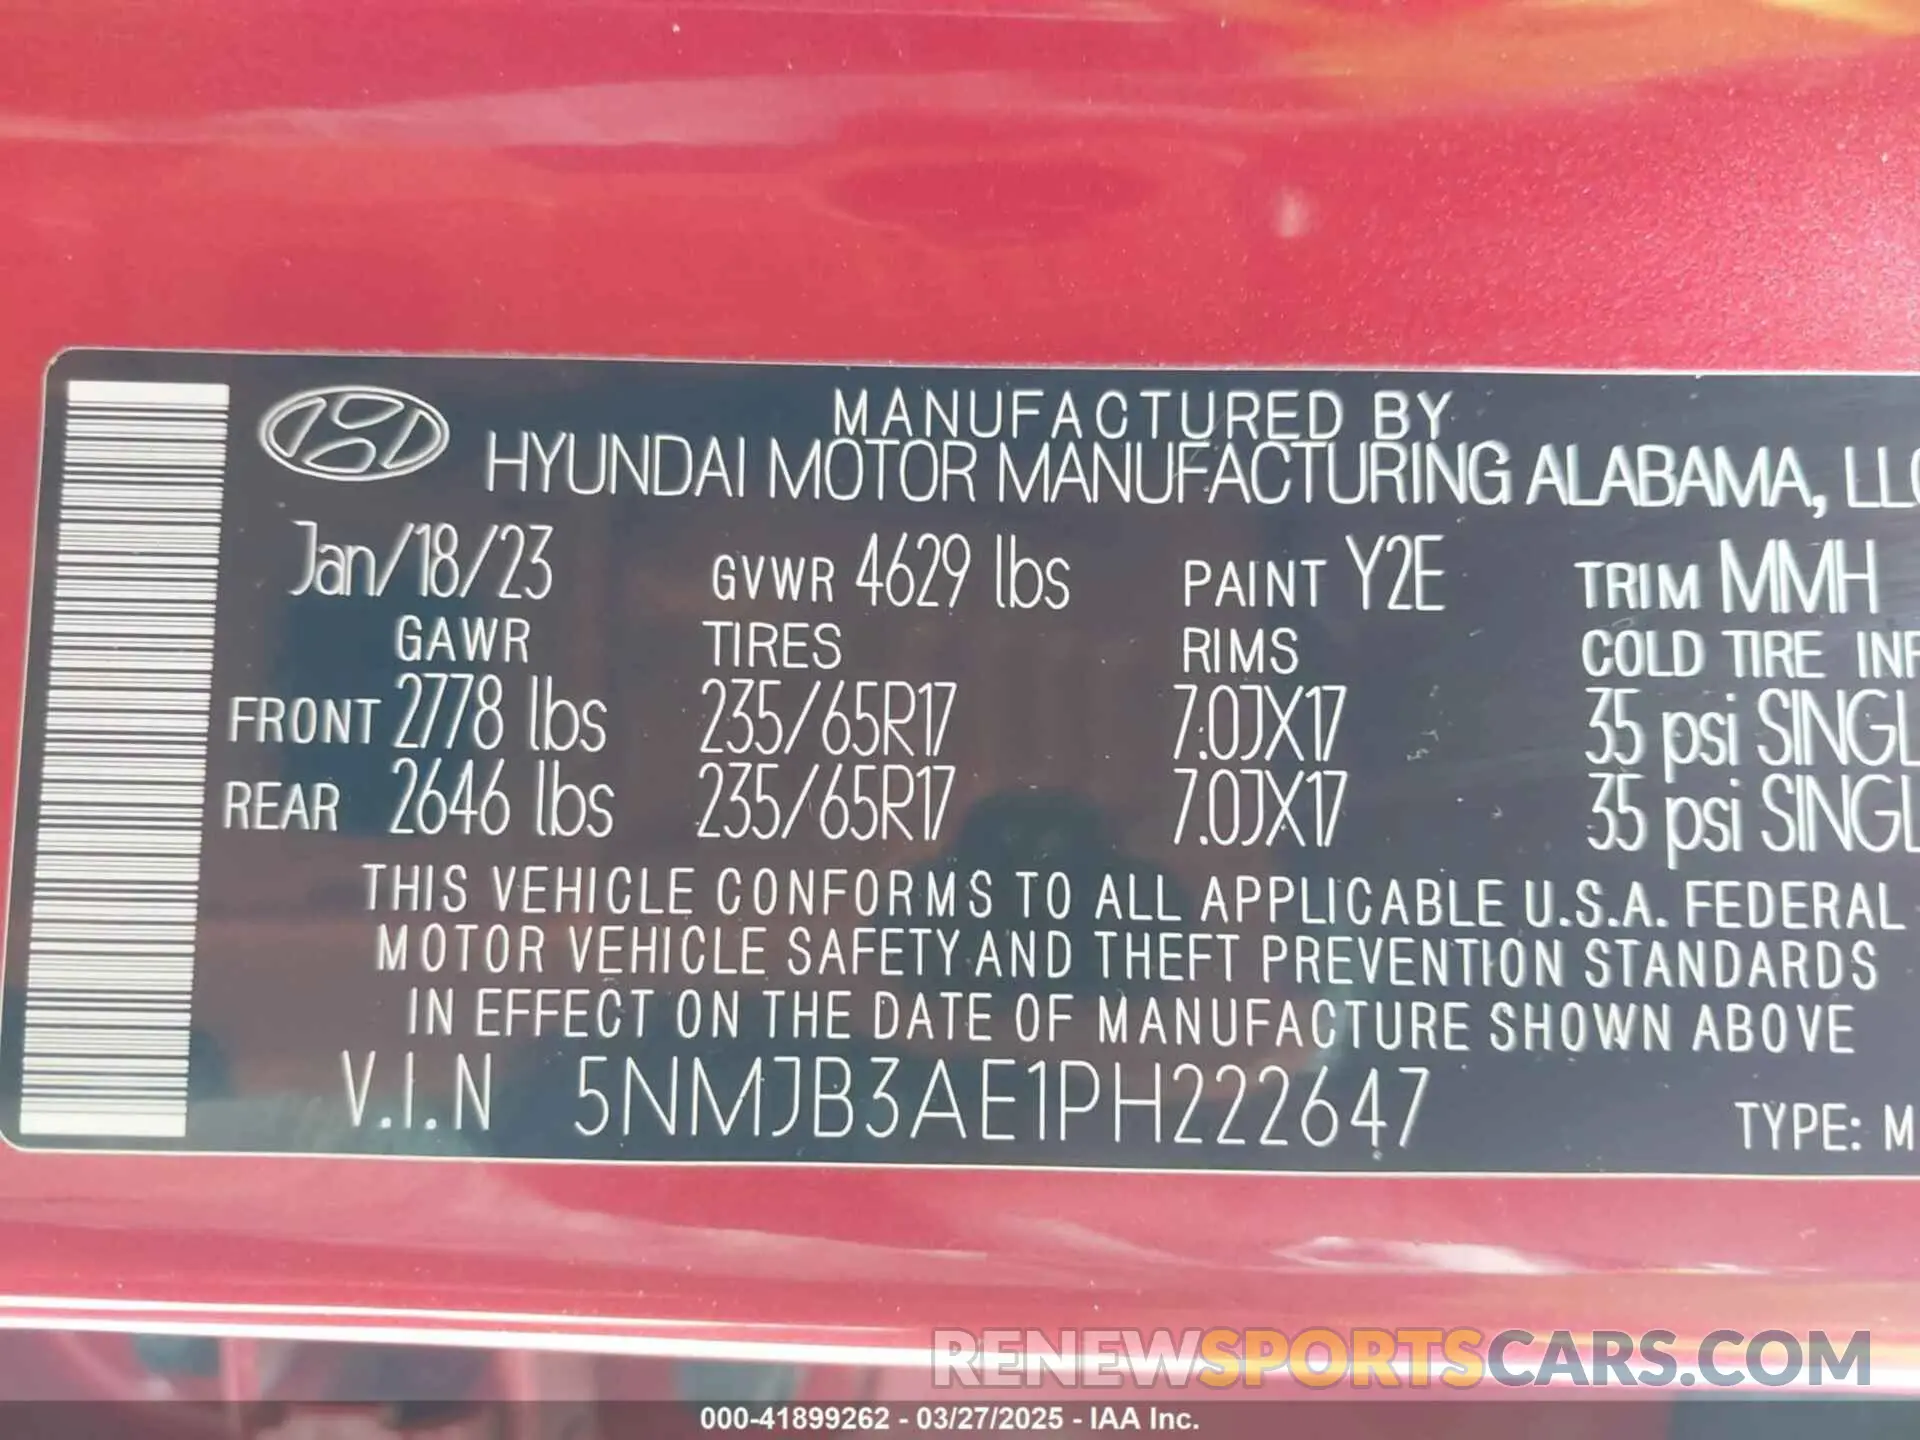 MANUFACTURED BY
HYUNDAI MOTOR MANUFACTURING ALABAMA, LLC
Jan/18/23 GVWR 4629 lbs PAINT Y2E TRIM MMH
GAWR TIRES RIMS COLD TIRE INF
FRONT 2778 lbs 235/65R17 7.0JX17 35 psi SINGL
REAR 2646 lbs 235/65R17 7.0JX17 35 psi SINGL
THIS VEHICLE CONFORMS TO ALL APPLICABLE U.S.A. FEDERAL
MOTOR VEHICLE SAFETY AND THEFT PREVENTION STANDARDS
IN EFFECT ON THE DATE OF MANUFACTURE SHOWN ABOVE
V.I.N 5NMJB3AE1PH222647 TYPE: M
RENEWSPORTSCARS.COM
000-41899262 - 03/27/2025 - IAA Inc.